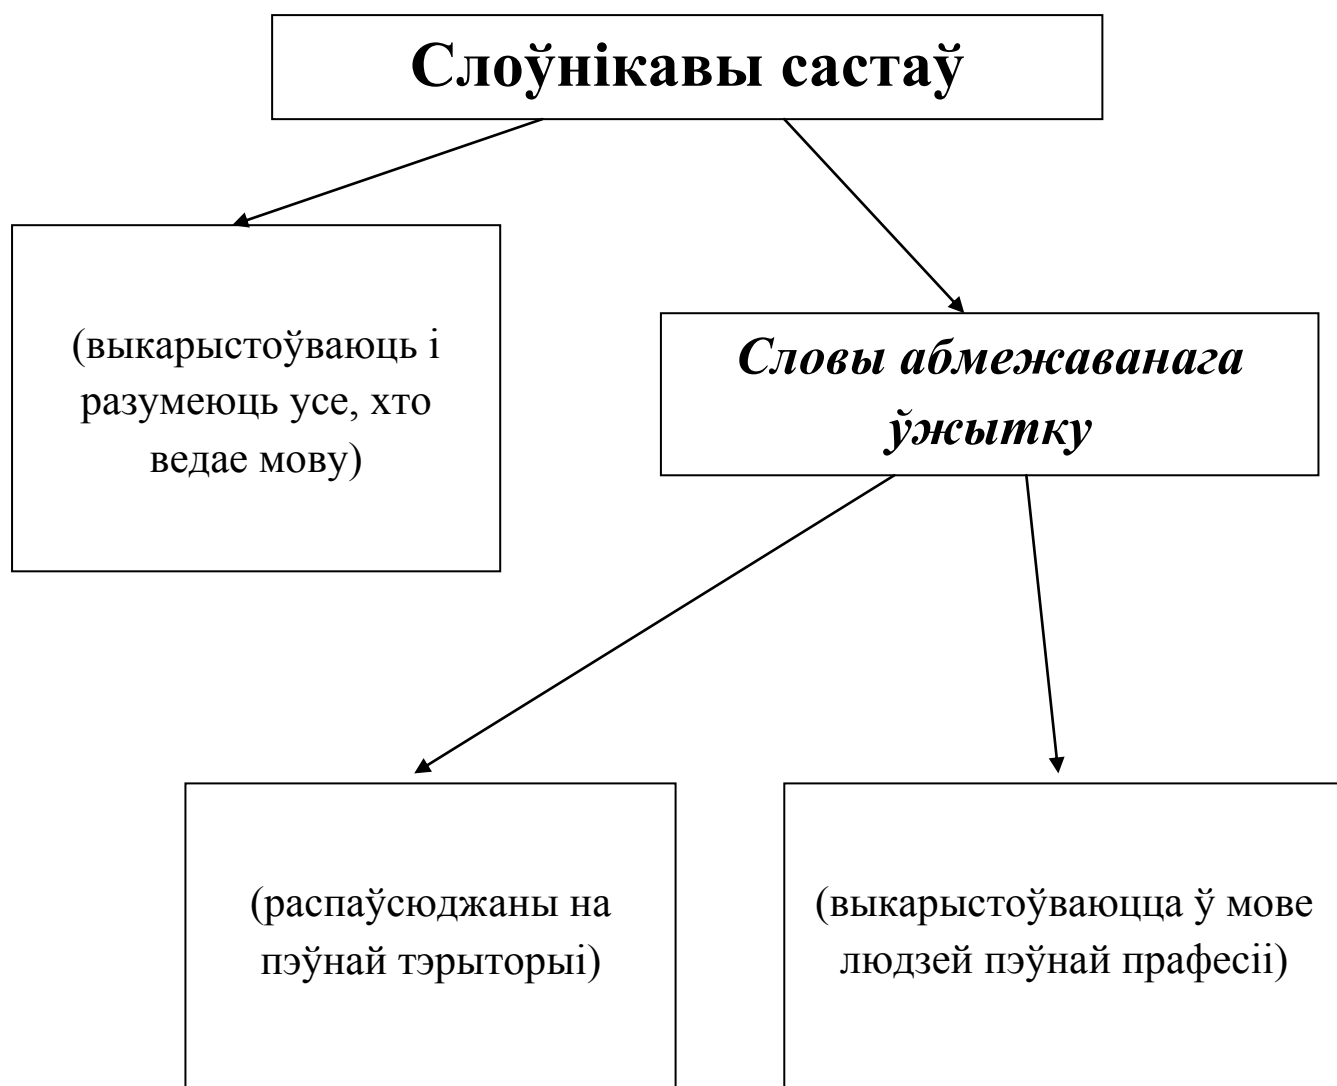 Слоўнікавы састаў
(выкарыстоўваюць і
разумеюць усе, хто
ведае мову)
Словы абмежаванага
ўжытку
(распаўсюджаны на
пэўнай тэрыторыі)
(выкарыстоўваюцца ў мове
людзей пэўнай прафесіі)